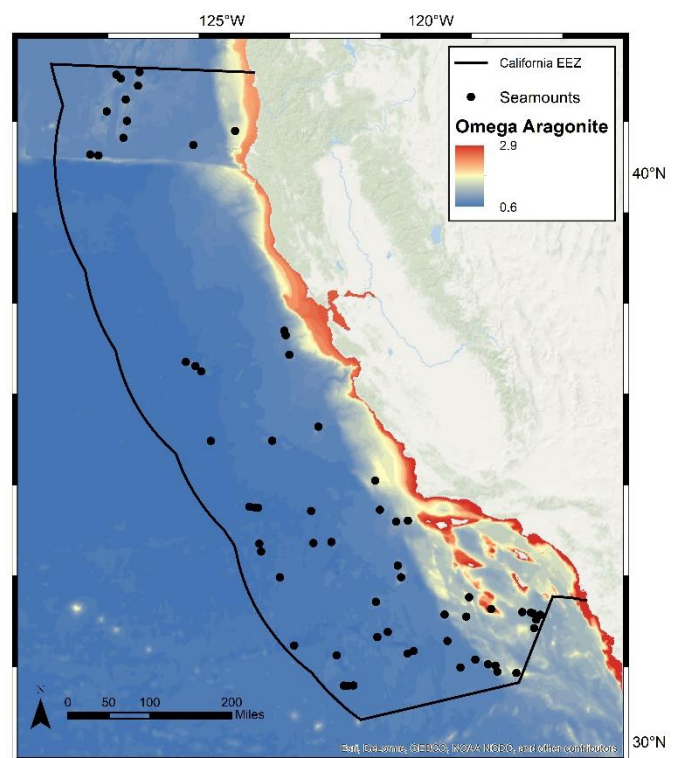 125°W 120°W
California EEZ
Seamounts
Omega Aragonite
2.9
0.6
40°N
N
0 50 100 200
Miles
30°N
Esri, DeLorme, GEBCO, NOAA NGDC, and other contributors